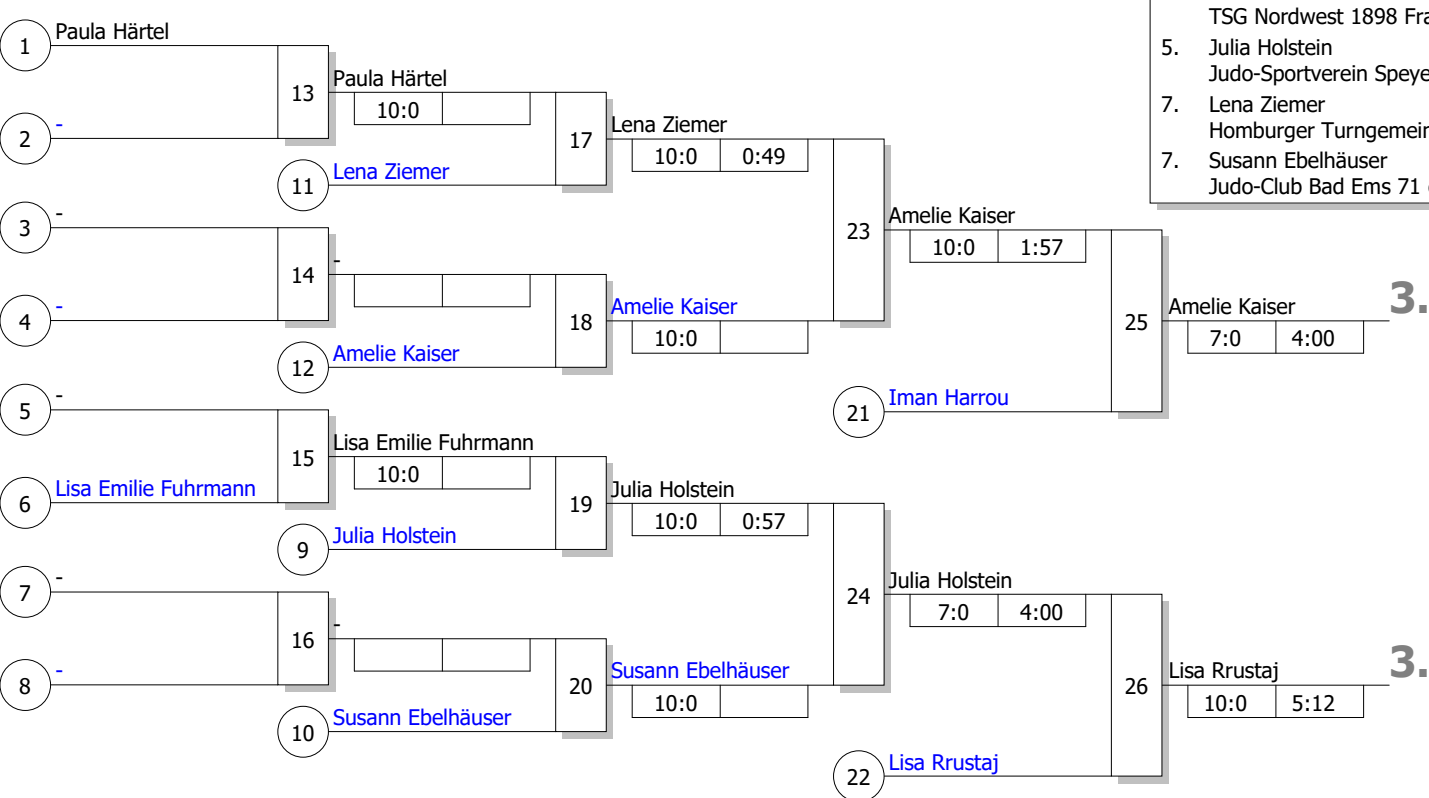 TSG Nordwest 1898
5. Julia Holstein
Judo-Sportverein
7. Lena Ziemer
Homburger
7. Susann Ebelhäuser
Judo-Club Bad Ems 71
1 Paula Härtel
2 -
13 Paula Härtel
10:0
11 Lena Ziemer
17 Lena Ziemer
10:0 0:49
3 -
4 -
14 -
12 Amelie Kaiser
18 Amelie Kaiser
10:0
23 Amelie Kaiser
10:0 1:57
21 Iman Harrou
25 Amelie Kaiser 3.
7:0 4:00
5 -
6 Lisa Emilie Fuhrmann
15 Lisa Emilie Fuhrmann
10:0
9 Julia Holstein
19 Julia Holstein
10:0 0:57
7 -
8 -
16 -
10 Susann Ebelhäuser
20 Susann Ebelhäuser
10:0
24 Julia Holstein
7:0 4:00
22 Lisa Rrustaj
26 Lisa Rrustaj 3.
10:0 5:12